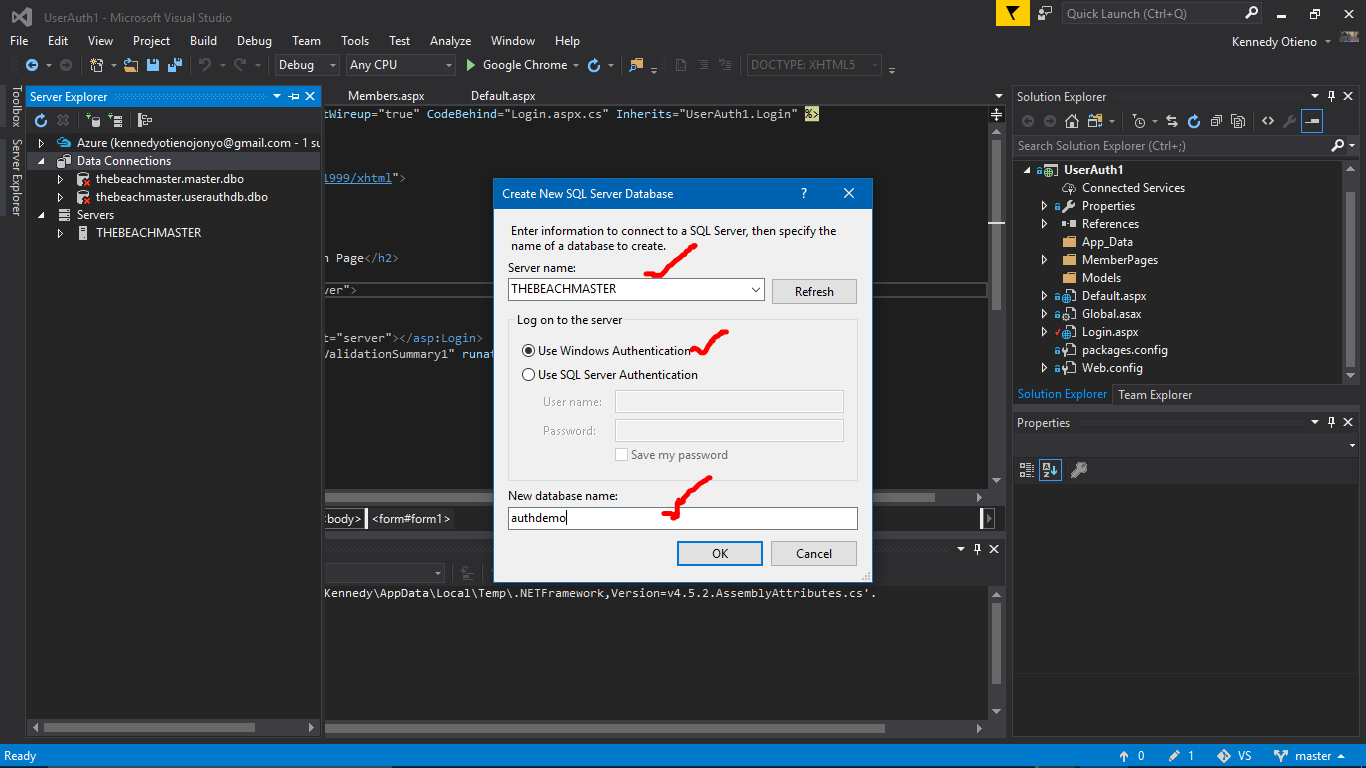 UserAuth1 - Microsoft Visual Studio
Quick Launch (Ctrl+Q)
File Edit View Project Build Debug Team Tools Test Analyze Window Help
Kennedy Otieno
Debug Any CPU Google Chrome DOCTYPE: XHTML5
Toolbox
Server Explorer
Server Explorer
Azure (kennedyotienojonyo@gmail.com - 1 su
Data Connections
thebeachmaster.master.dbo
thebeachmaster.userauthdb.dbo
Servers
THEBEACHMASTER
Members.aspx Default.aspx
tWireup="true" CodeBehind="Login.aspx.cs" Inherits="UserAuth1.Login" %>
1999/xhtml">
n Page</h2>
ver">
t="server"></asp:Login>
ValidationSummary1" runat
Create New SQL Server Database ?
Enter information to connect to a SQL Server, then specify the
name of a database to create.
Server name:
THEBEACHMASTER
Refresh
Log on to the server
Use Windows Authentication
Use SQL Server Authentication
User name:
Password:
Save my password
New database name:
authdemo
OK Cancel
<body> <form#form1>
Kennedy\AppData\Local\Temp\.NETFramework,Version=v4.5.2.AssemblyAttributes.cs'.
Solution Explorer
Search Solution Explorer (Ctrl+;)
UserAuth1
Connected Services
Properties
References
App_Data
MemberPages
Models
Default.aspx
Global.asax
Login.aspx
packages.config
Web.config
Solution Explorer Team Explorer
Properties
Ready 0 1 VS master